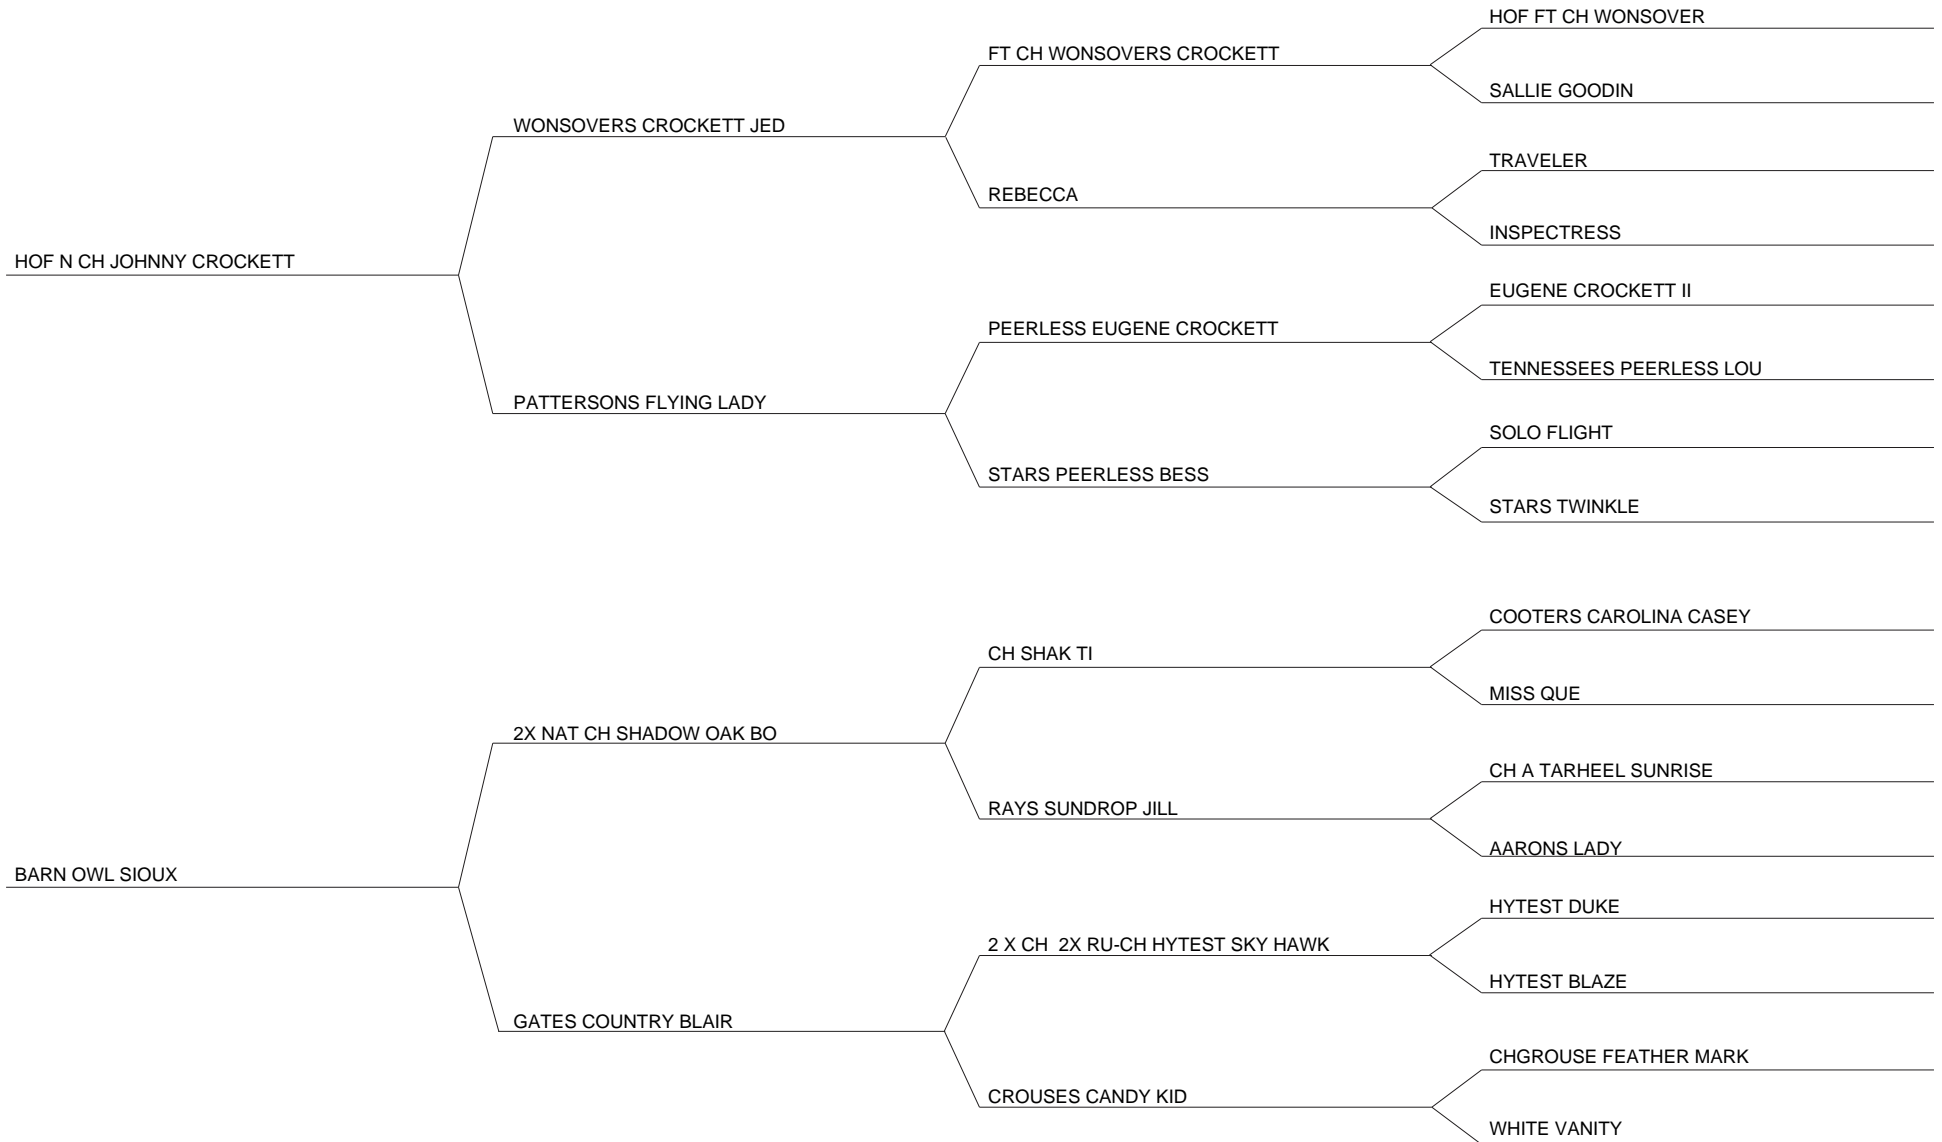 HOF FT CH WONSOVER
FT CH WONSOVERS CROCKETT
SALLIE GOODIN
WONSOVERS CROCKETT JED
TRAVELER
REBECCA
INSPECTRESS
HOF N CH JOHNNY CROCKETT
EUGENE CROCKETT II
PEERLESS EUGENE CROCKETT
TENNESSEES PEERLESS LOU
PATTERSONS FLYING LADY
SOLO FLIGHT
STARS PEERLESS BESS
STARS TWINKLE
COOTERS CAROLINA CASEY
CH SHAK TI
MISS QUE
2X NAT CH SHADOW OAK BO
CH A TARHEEL SUNRISE
RAYS SUNDROP JILL
AARONS LADY
BARN OWL SIOUX
HYTEST DUKE
2 X CH  2X RU-CH HYTEST SKY HAWK
HYTEST BLAZE
GATES COUNTRY BLAIR
CHGROUSE FEATHER MARK
CROUSES CANDY KID
WHITE VANITY